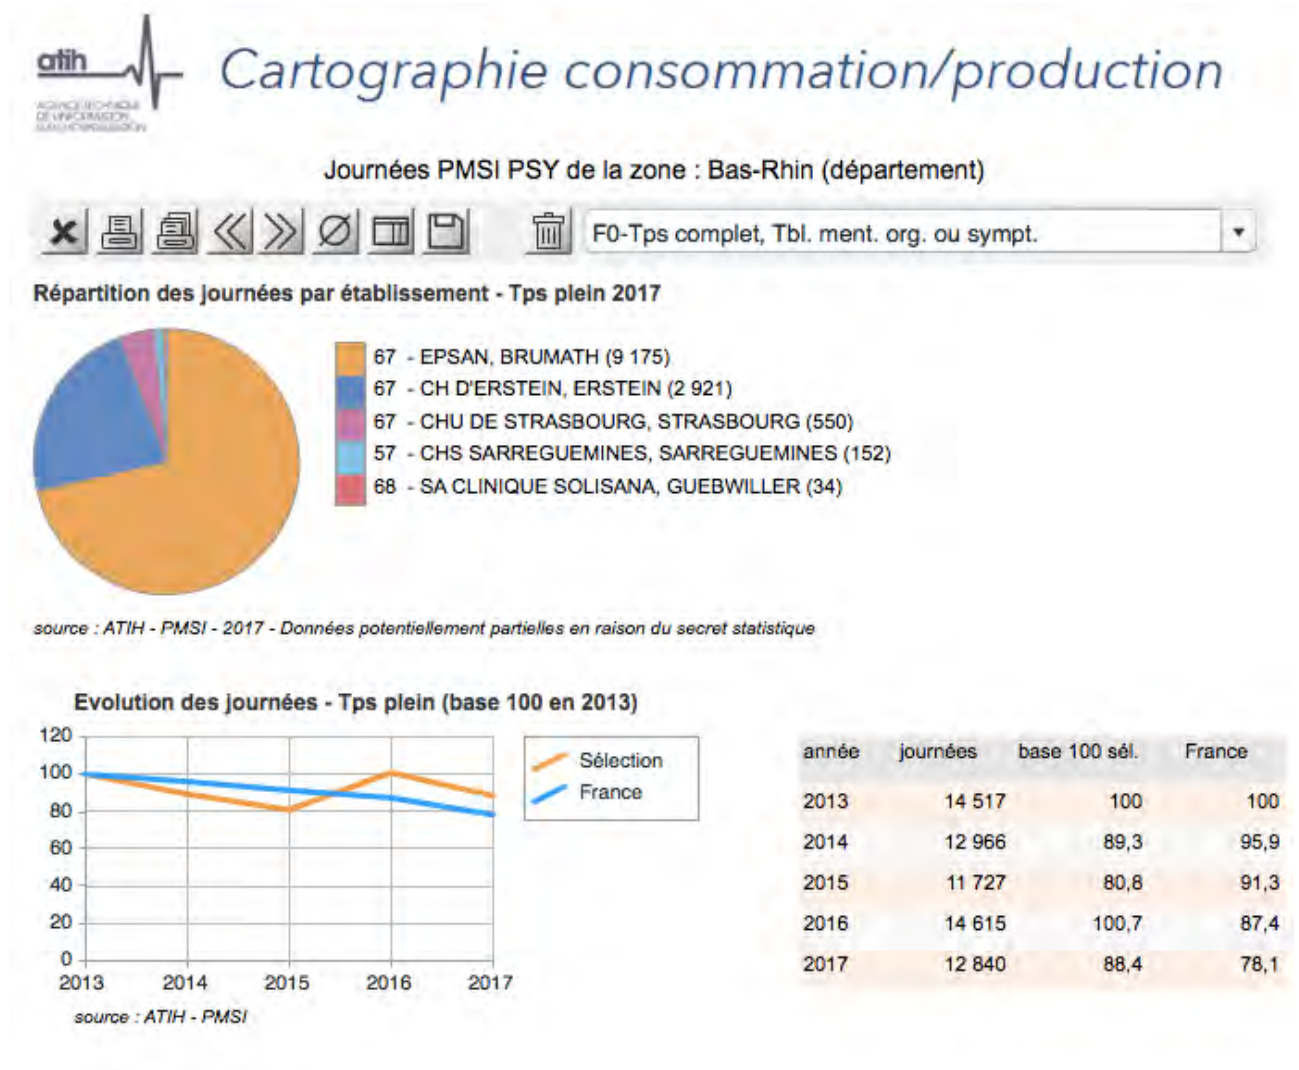 atih
AGENCE TECHNIQUE
DE L'INFORMATION
SUR L'HOSPITALISATION
Cartographie consommation/production
Journées PMSI PSY de la zone : Bas-Rhin (département)
F0-Tps complet, Tbl. ment. org. ou sympt.
Répartition des journées par établissement - Tps plein 2017
67 - EPSAN, BRUMATH (9 175)
67 - CH D'ERSTEIN, ERSTEIN (2 921)
67 - CHU DE STRASBOURG, STRASBOURG (550)
57 - CHS SARREGUEMINES, SARREGUEMINES (152)
68 - SA CLINIQUE SOLISANA, GUEBWILLER (34)
source : ATIH - PMSI - 2017 - Données potentiellement partielles en raison du secret statistique
Evolution des journées - Tps plein (base 100 en 2013)
120
100
80
60
40
20
0
2013 2014 2015 2016 2017
Sélection
France
source : ATIH - PMSI
année journées base 100 sél. France
2013 14 517 100 100
2014 12 966 89,3 95,9
2015 11 727 80,8 91,3
2016 14 615 100,7 87,4
2017 12 840 88,4 78,1